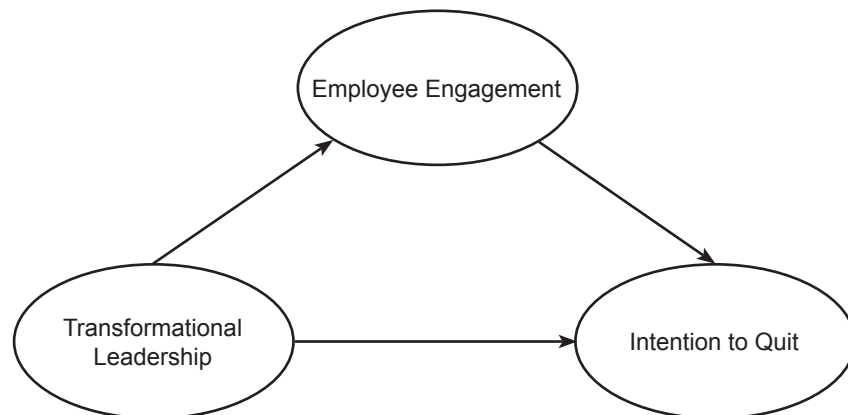 Employee Engagement
Transformational
Leadership
Intention to Quit